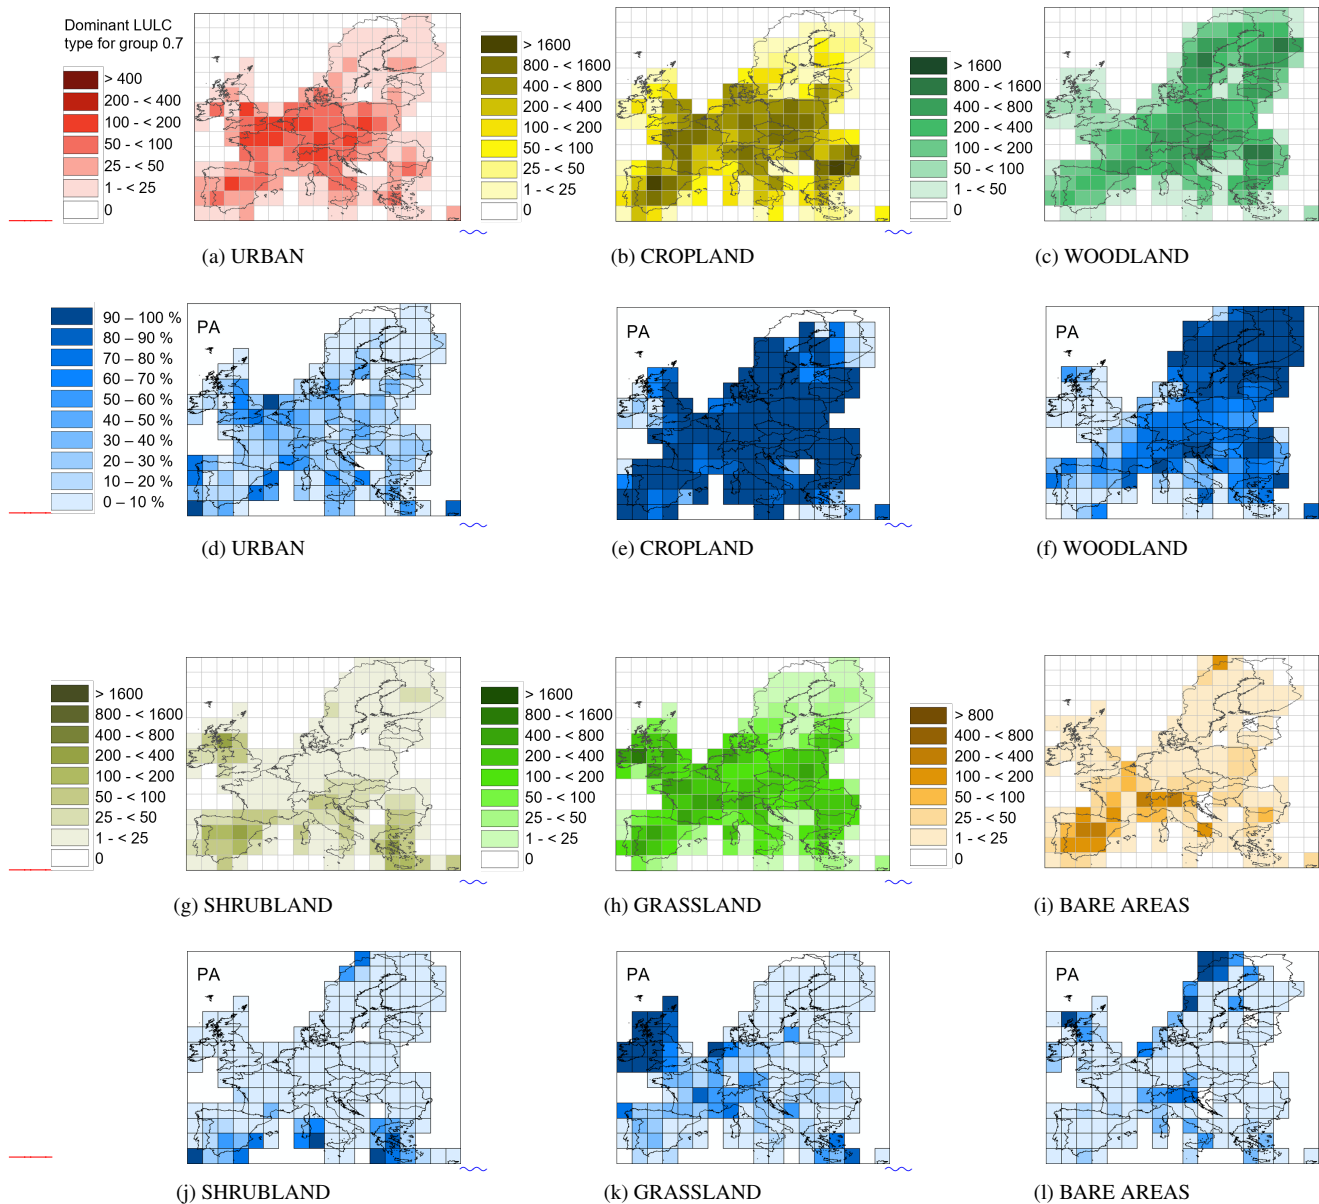 Dominant LULC
type for group 0.7
> 400
200 - < 400
100 - < 200
50 - < 100
25 - < 50
1 - < 25
0
> 1600
800 - <1600
400 - < 800
200 - < 400
100 - < 200
50 - < 100
25 - < 50
1 - < 25
0
>1600
800 - <1600
400 - < 800
200 - < 400
100 - < 200
50 - < 100
1 - < 50
0
(a) URBAN
(b) CROPLAND
(c) WOODLAND
90 – 100 %
80 – 90 %
70 – 80 %
60 – 70 %
50 – 60 %
40 – 50 %
30 – 40 %
20 – 30 %
10 – 20 %
0 – 10 %
PA
(d) URBAN
(e) CROPLAND
(f) WOODLAND
> 1600
800 - <1600
400 - < 800
200 - < 400
100 - < 200
50 - < 100
25 - < 50
1 - < 25
0
> 1600
800 - < 1600
400 - < 800
200 - < 400
100 - < 200
50 - < 100
25 - < 50
1 - < 25
0
> 800
400 - < 800
200 - < 400
100 - < 200
50 - < 100
25 - < 50
1 - < 25
0
(g) SHRUBLAND
(h) GRASSLAND
(i) BARE AREAS
PA
PA
PA
(j) SHRUBLAND
(k) GRASSLAND
(l) BARE AREAS